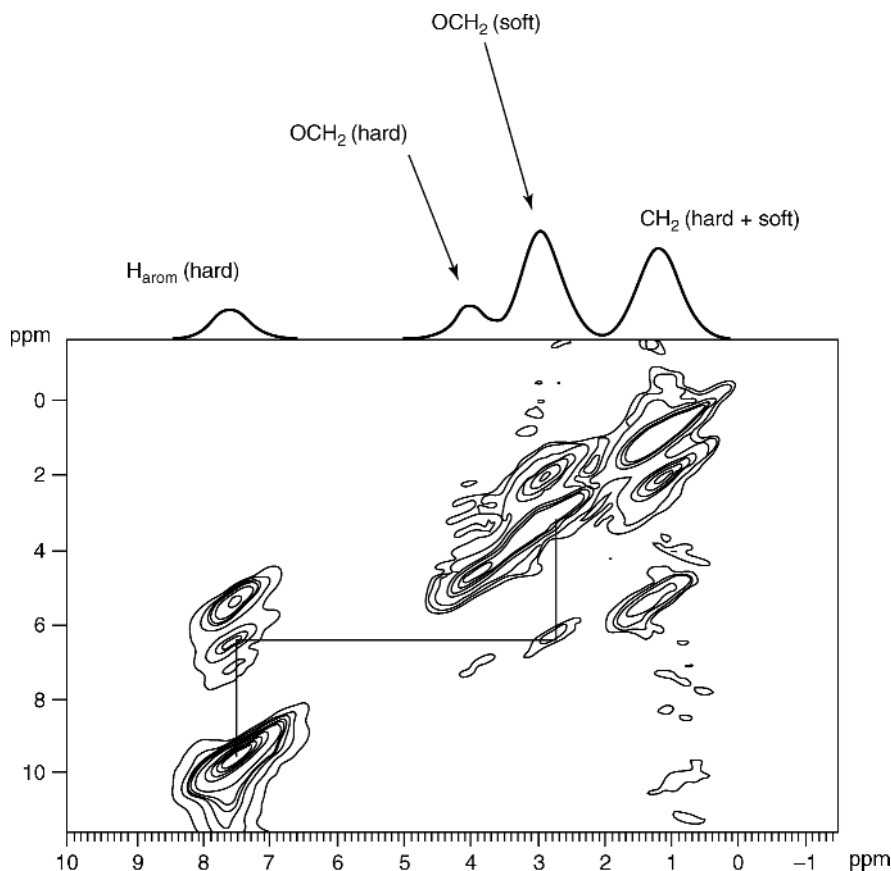 OCH₂ (soft)
OCH₂ (hard)
CH₂ (hard + soft)
Hₐᵣₒₘ (hard)
ppm
0
2
4
6
8
10
10 9 8 7 6 5 4 3 2 1 0 −1 ppm